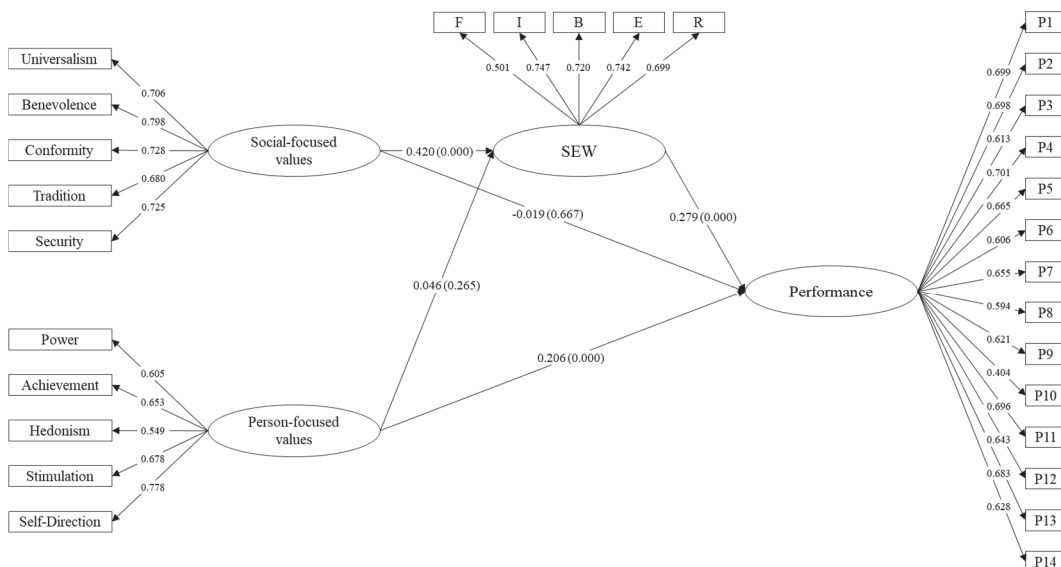 F
I
B
E
R
0.501
0.747
0.720
0.742
0.699
Universalism
Benevolence
Conformity
Tradition
Security
0.706
0.798
0.728
0.680
0.725
Social-focused
values
0.420 (0.000)
SEW
-0.019 (0.667)
0.279 (0.000)
0.046 (0.265)
0.206 (0.000)
Power
Achievement
Hedonism
Stimulation
Self-Direction
0.605
0.653
0.549
0.678
0.778
Person-focused
values
Performance
0.699
0.698
0.613
0.701
0.665
0.606
0.655
0.594
0.621
0.404
0.696
0.643
0.683
0.628
P1
P2
P3
P4
P5
P6
P7
P8
P9
P10
P11
P12
P13
P14